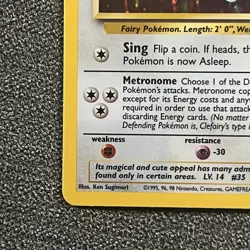 Fairy Pokémon. Length: 2' 0", We
Sing Flip a coin. If heads, th
Pokémon is now Asleep.
Metronome Choose 1 of the D
Pokémon's attacks. Metronome cop
except for its Energy costs and any
required in order to use that attack
discarding Energy cards. (No matter
Defending Pokémon is, Clefairy's type
weakness
resistance
-30
Its magical and cute appeal has many adm
found only in certain areas. LV. 14 #35
Illus. Ken Sugimori
©1995, 96, 98 Nintendo, Creatures, GAMEFREA